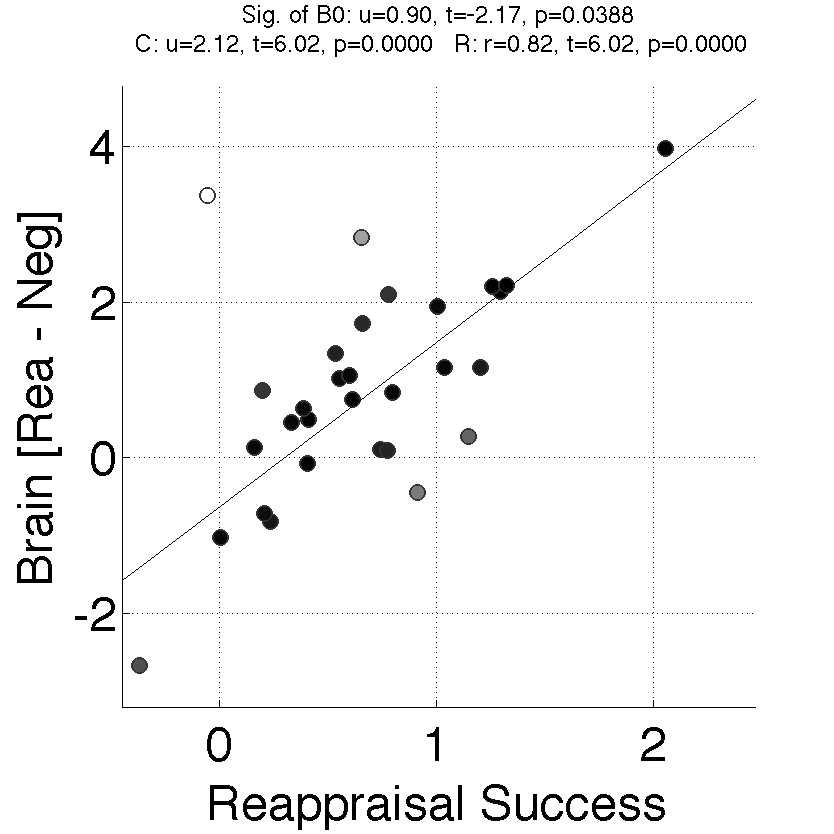 Sig. of B0: u=0.90, t=-2.17, p=0.0388
C: u=2.12, t=6.02, p=0.0000 R: r=0.82, t=6.02, p=0.0000
Brain [Rea - Neg]
4
2
0
-2
0 1 2
Reappraisal Success